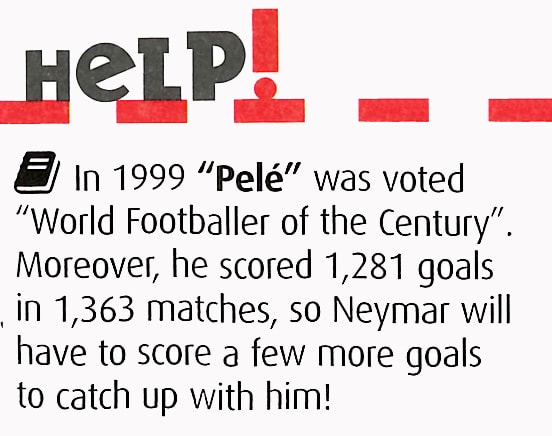 HeLP!
In 1999 “Pelé” was voted
“World Footballer of the Century”.
Moreover, he scored 1,281 goals
in 1,363 matches, so Neymar will
have to score a few more goals
to catch up with him!